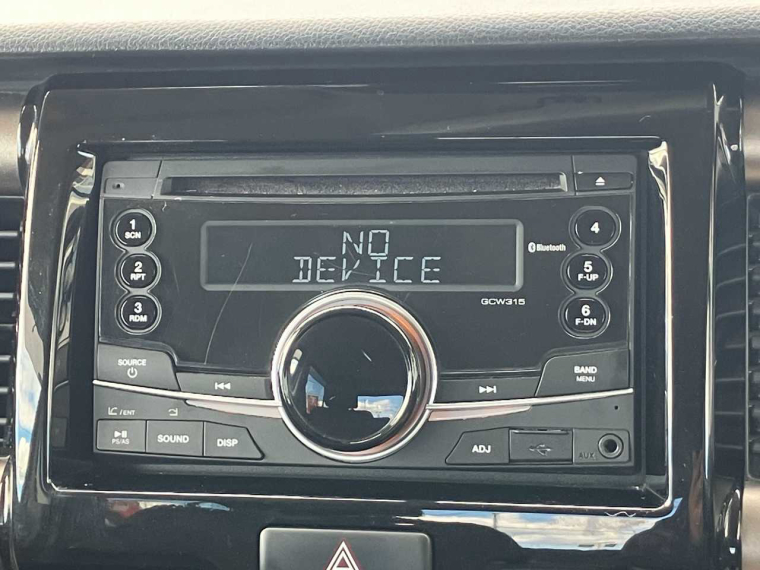 1
SCN
2
RPT
3
RDM
NO
DEVICE
Bluetooth
GCW315
4
5
F-UP
6
F-DN
SOURCE
BAND
MENU
/ENT
PS/AS
SOUND
DISP
ADJ
AUX